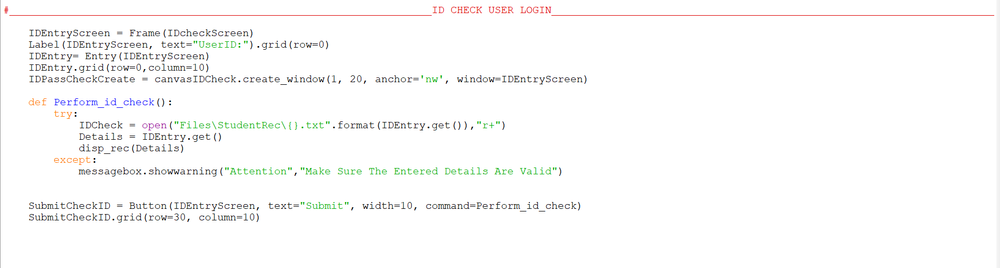 #___________________________________________________________________ID CHECK USER LOGIN______________________________________________________________________
IDEntryScreen = Frame(IDcheckScreen)
Label(IDEntryScreen, text="UserID:").grid(row=0)
IDEntry= Entry(IDEntryScreen)
IDEntry.grid(row=0,column=10)
IDPassCheckCreate = canvasIDCheck.create_window(1, 20, anchor='nw', window=IDEntryScreen)
def Perform_id_check():
try:
IDCheck = open("Files\StudentRec\{}.txt".format(IDEntry.get()),"r+")
Details = IDEntry.get()
disp_rec(Details)
except:
messagebox.showwarning("Attention","Make Sure The Entered Details Are Valid")
SubmitCheckID = Button(IDEntryScreen, text="Submit", width=10, command=Perform_id_check)
SubmitCheckID.grid(row=30, column=10)